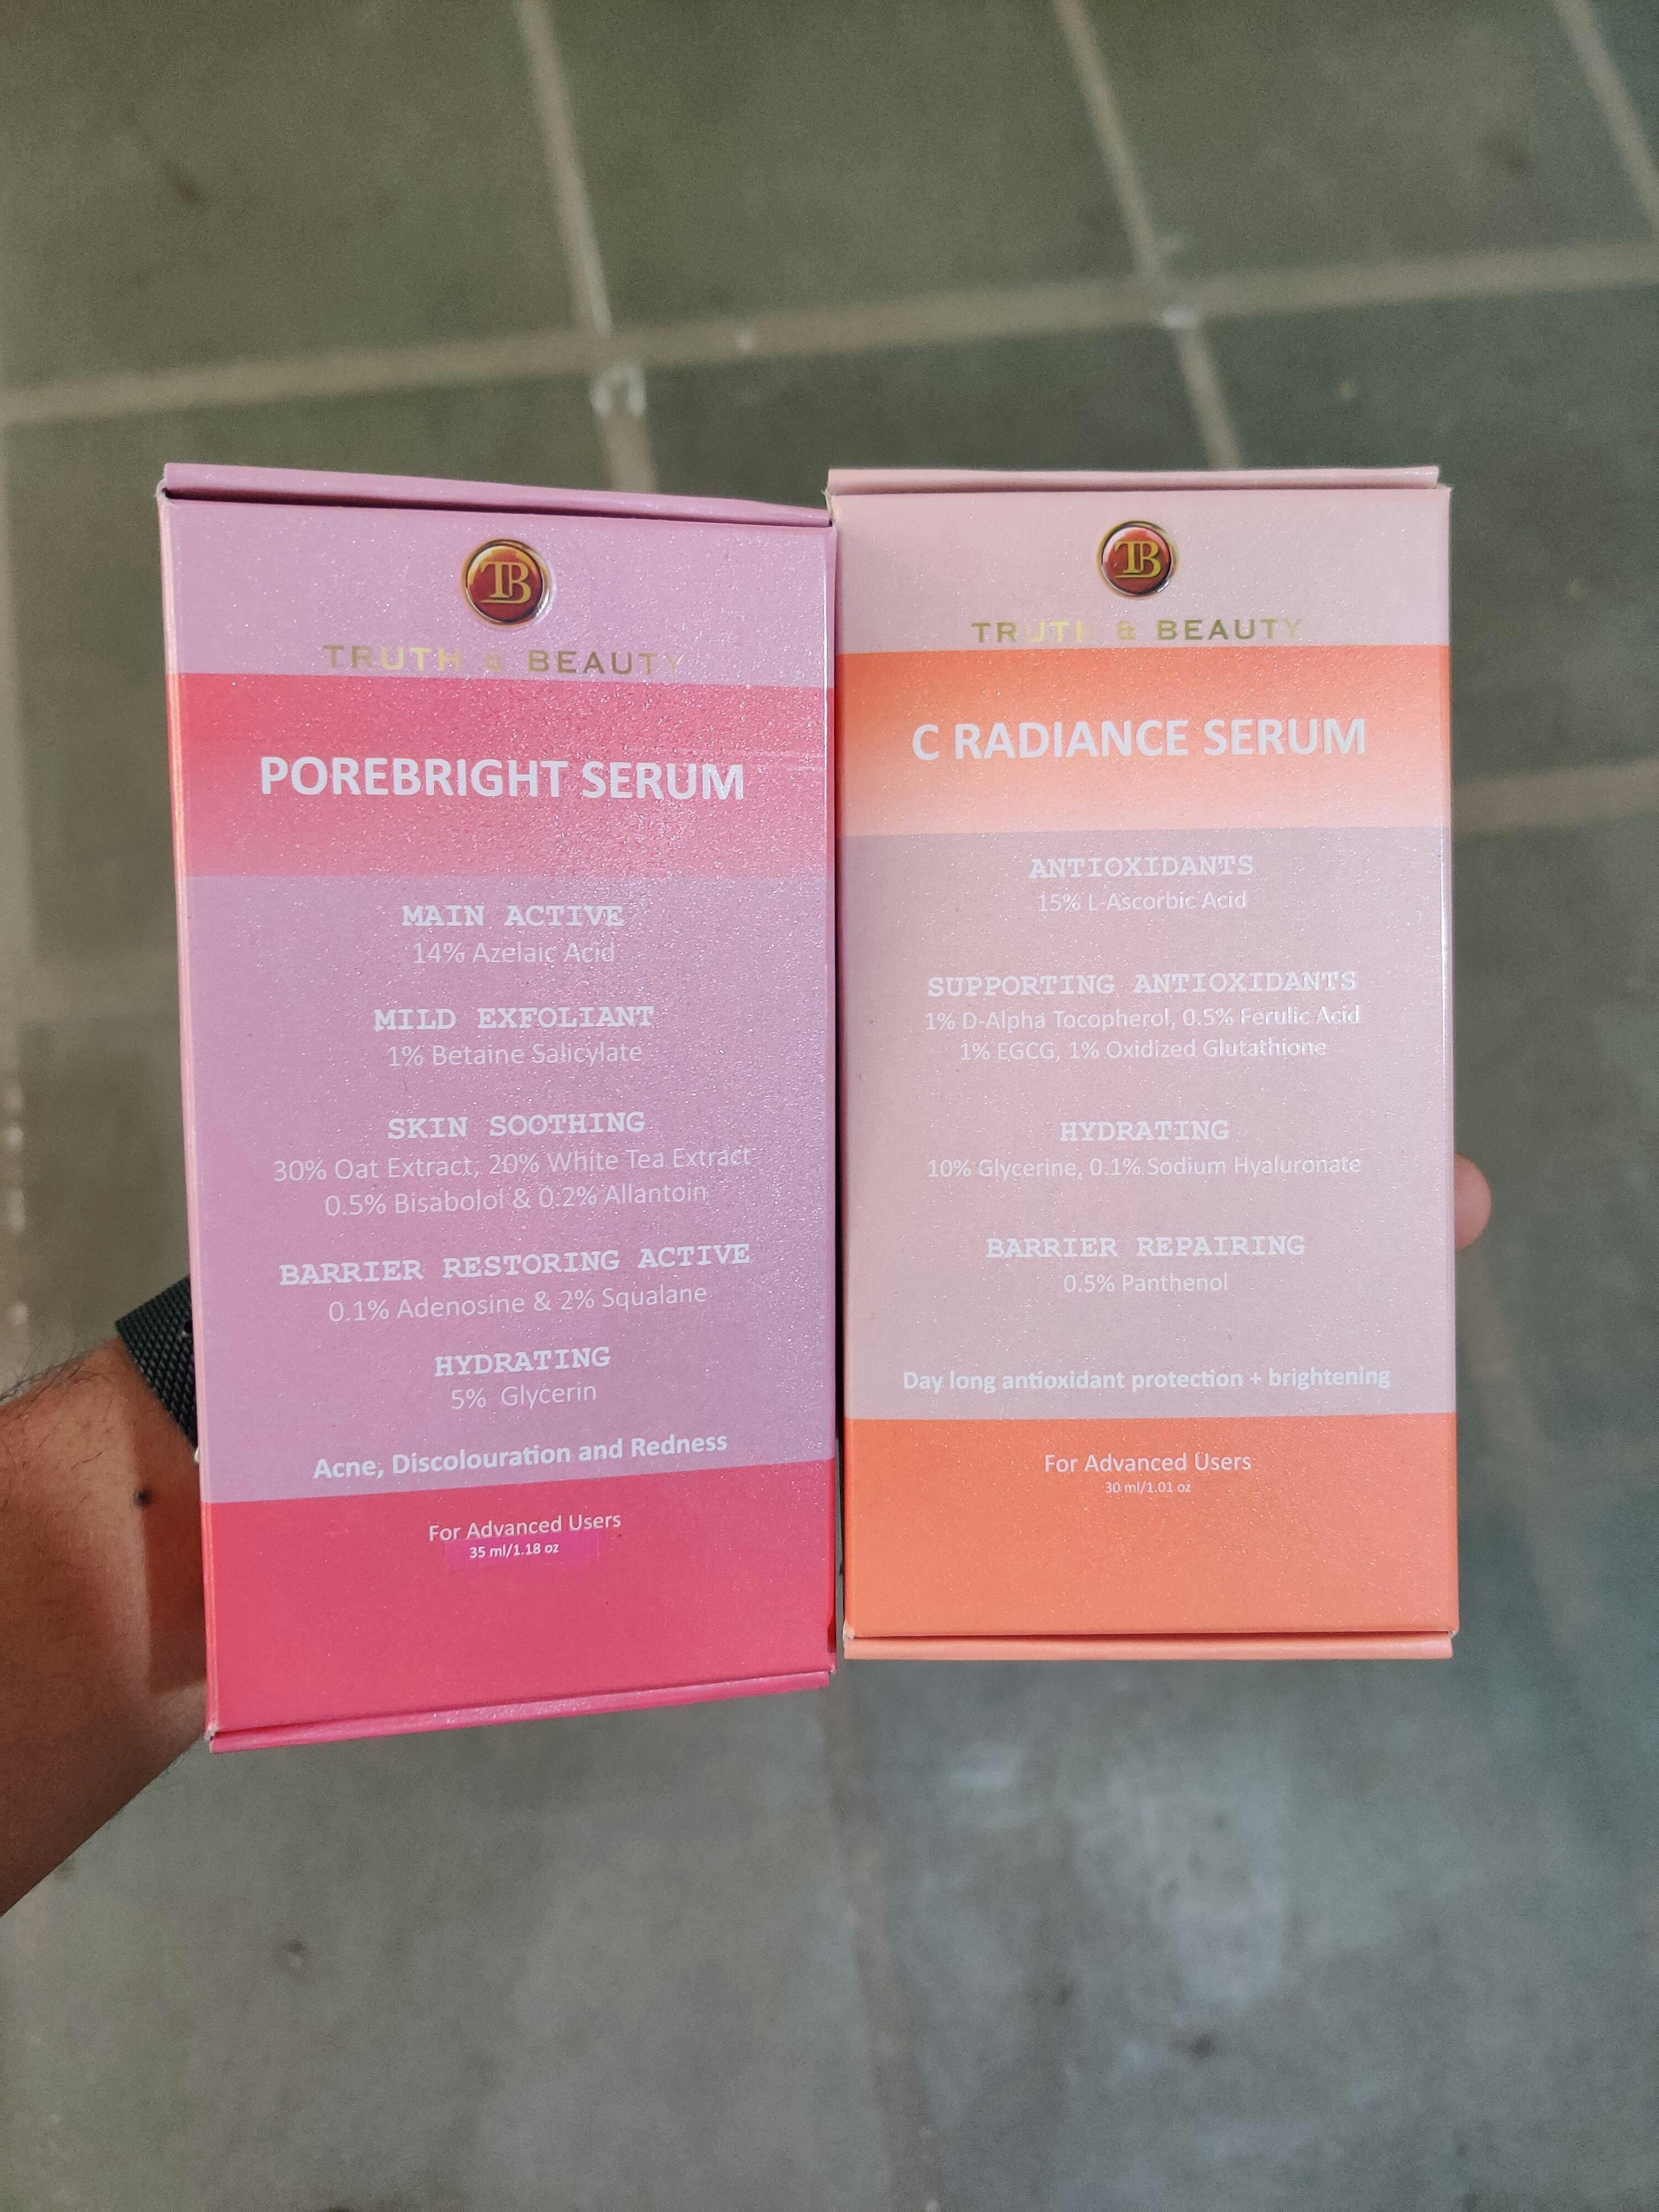 TB
TRUTH & BEAUTY
POREBRIGHT SERUM
MAIN ACTIVE
14% Azelaic Acid
MILD EXFOLIANT
1% Betaine Salicylate
SKIN SOOTHING
30% Oat Extract, 20% White Tea Extract
0.5% Bisabolol & 0.2% Allantoin
BARRIER RESTORING ACTIVE
0.1% Adenosine & 2% Squalane
HYDRATING
5% Glycerin
Acne, Discolouration and Redness
For Advanced Users
35 ml/1.18 oz
TB
TRUTH & BEAUTY
C RADIANCE SERUM
ANTIOXIDANTS
15% L-Ascorbic Acid
SUPPORTING ANTIOXIDANTS
1% D-Alpha Tocopherol, 0.5% Ferulic Acid
1% EGCG, 1% Oxidized Glutathione
HYDRATING
10% Glycerine, 0.1% Sodium Hyaluronate
BARRIER REPAIRING
0.5% Panthenol
Day long antioxidant protection + brightening
For Advanced Users
30 ml/1.01 oz